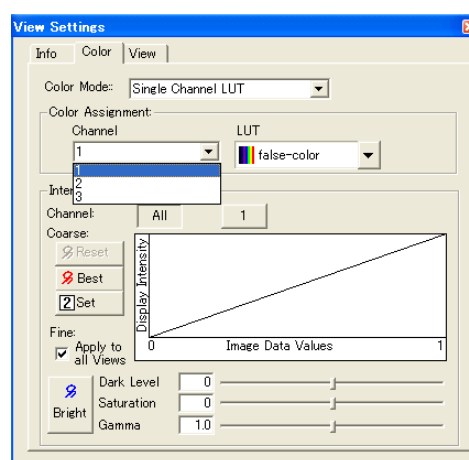 View Settings
Info Color View
Color Mode:: Single Channel LUT
Color Assignment:
Channel LUT
1 false-color
1
2
3
Channel: All 1
Coarse:
Reset
Best
2 Set
Display Intensity
0 Image Data Values 1
Fine:
Apply to
all Views
Bright
Dark Level 0
Saturation 0
Gamma 1.0